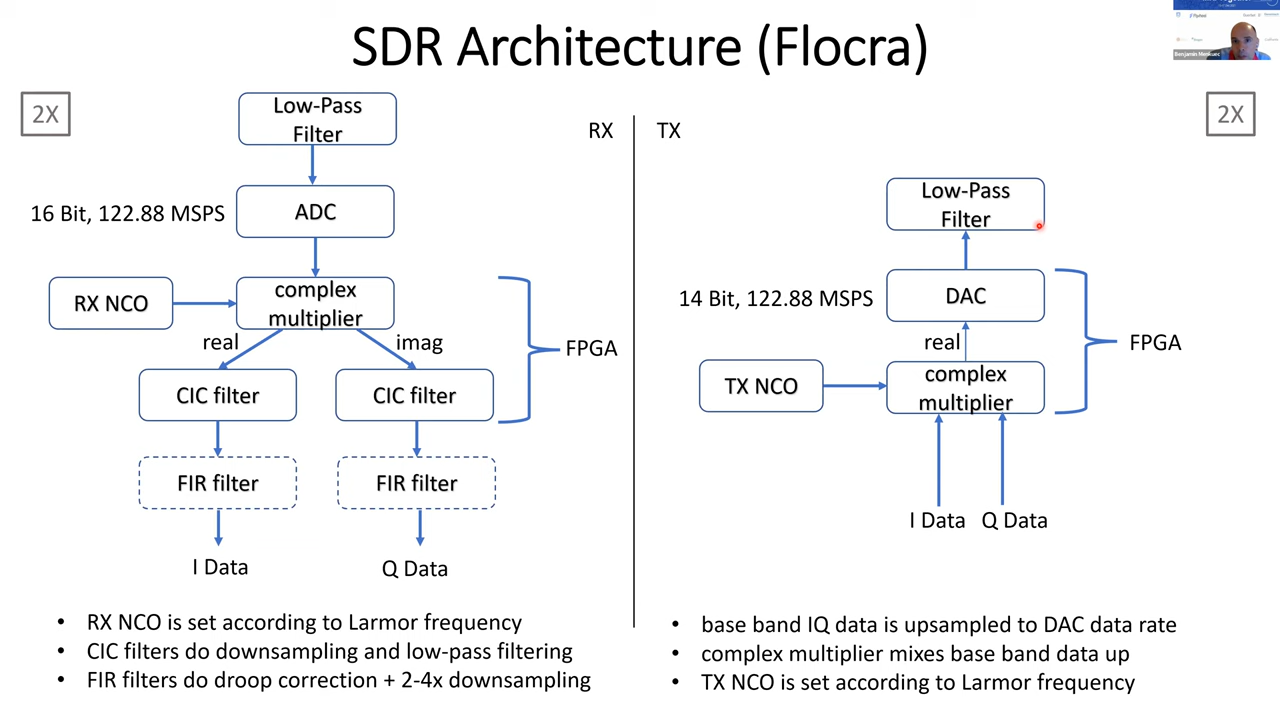 SDR Architecture (Flocra)
2X
Low-Pass
Filter
RX
TX
2X
16 Bit, 122.88 MSPS
ADC
Low-Pass
Filter
RX NCO
complex
multiplier
14 Bit, 122.88 MSPS
DAC
real
imag
FPGA
real
FPGA
CIC filter
CIC filter
TX NCO
complex
multiplier
FIR filter
FIR filter
I Data
Q Data
I Data
Q Data
• RX NCO is set according to Larmor frequency
• CIC filters do downsampling and low-pass filtering
• FIR filters do droop correction + 2-4x downsampling
• base band IQ data is upsampled to DAC data rate
• complex multiplier mixes base band data up
• TX NCO is set according to Larmor frequency